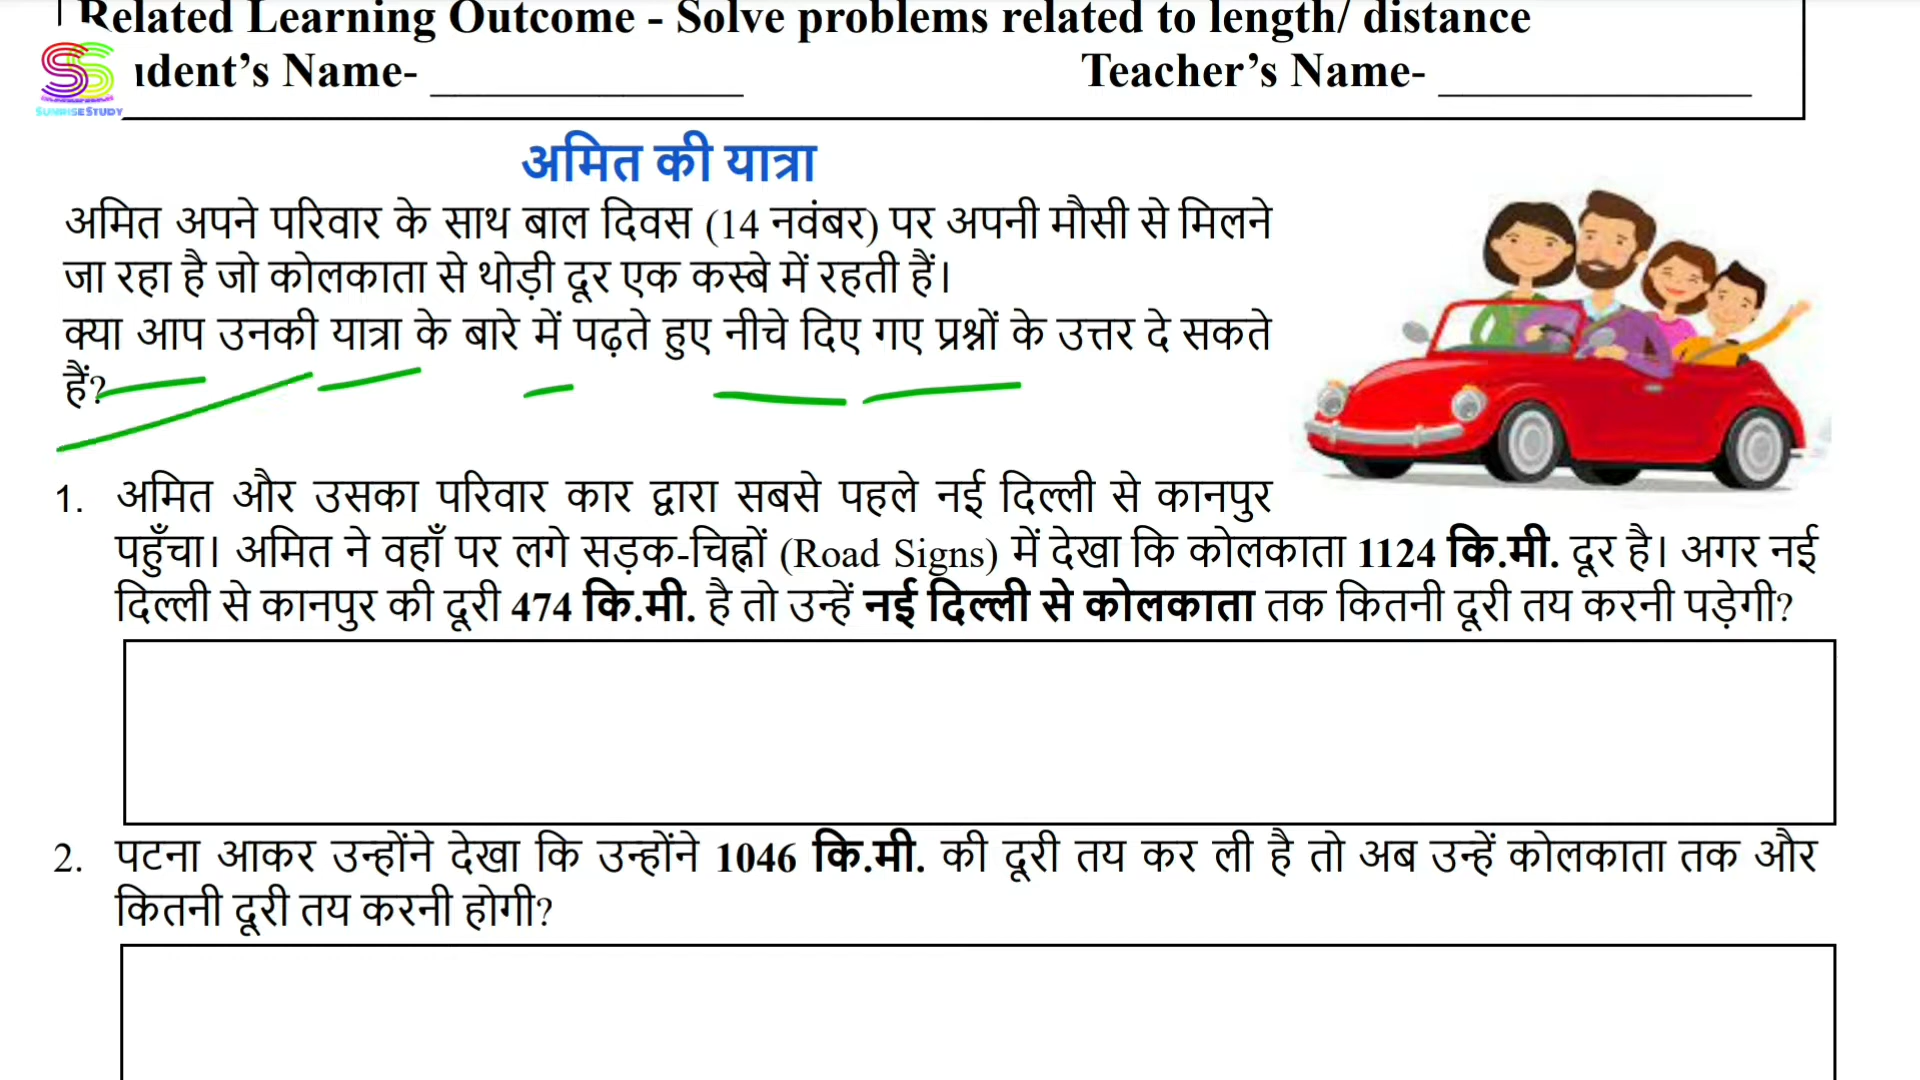 Related Learning Outcome - Solve problems related to length/ distance
SUNRISE STUDY
Name- _____________ Teacher’s Name- _____________
अमित की यात्रा
अमित अपने परिवार के साथ बाल दिवस (14 नवंबर) पर अपनी मौसी से मिलने
जा रहा है जो कोलकाता से थोड़ी दूर एक कस्बे में रहती हैं।
क्या आप उनकी यात्रा के बारे में पढ़ते हुए नीचे दिए गए प्रश्नों के उत्तर दे सकते
हैं?
1. अमित और उसका परिवार कार द्वारा सबसे पहले नई दिल्ली से कानपुर
पहुँचा। अमित ने वहाँ पर लगे सड़क-चिह्नों (Road Signs) में देखा कि कोलकाता 1124 कि.मी. दूर है। अगर नई
दिल्ली से कानपुर की दूरी 474 कि.मी. है तो उन्हें नई दिल्ली से कोलकाता तक कितनी दूरी तय करनी पड़ेगी?
2. पटना आकर उन्होंने देखा कि उन्होंने 1046 कि.मी. की दूरी तय कर ली है तो अब उन्हें कोलकाता तक और
कितनी दूरी तय करनी होगी?